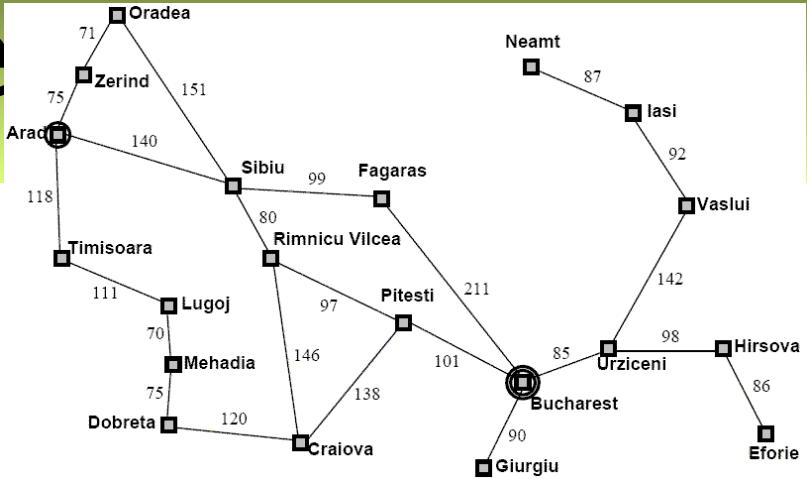 Oradea
71
Neamt
Zerind
87
151
75
Iasi
Arad
140
92
Sibiu
Fagaras
99
118
Vaslui
80
Timisoara
Rimnicu Vilcea
111
97
Pitesti
211
142
Lugoj
70
98
Hirsova
146
101
85
Urziceni
Mehadia
75
138
86
Bucharest
Dobreta
120
90
Craiova
Eforie
Giurgiu